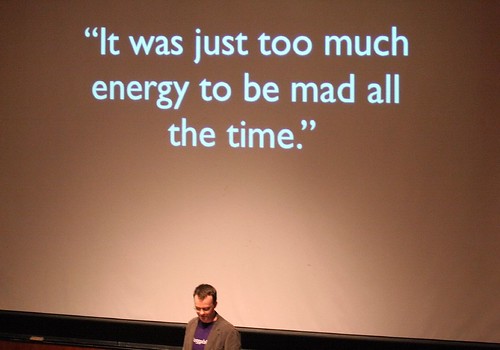 “It was just too much
energy to be mad all
the time.”